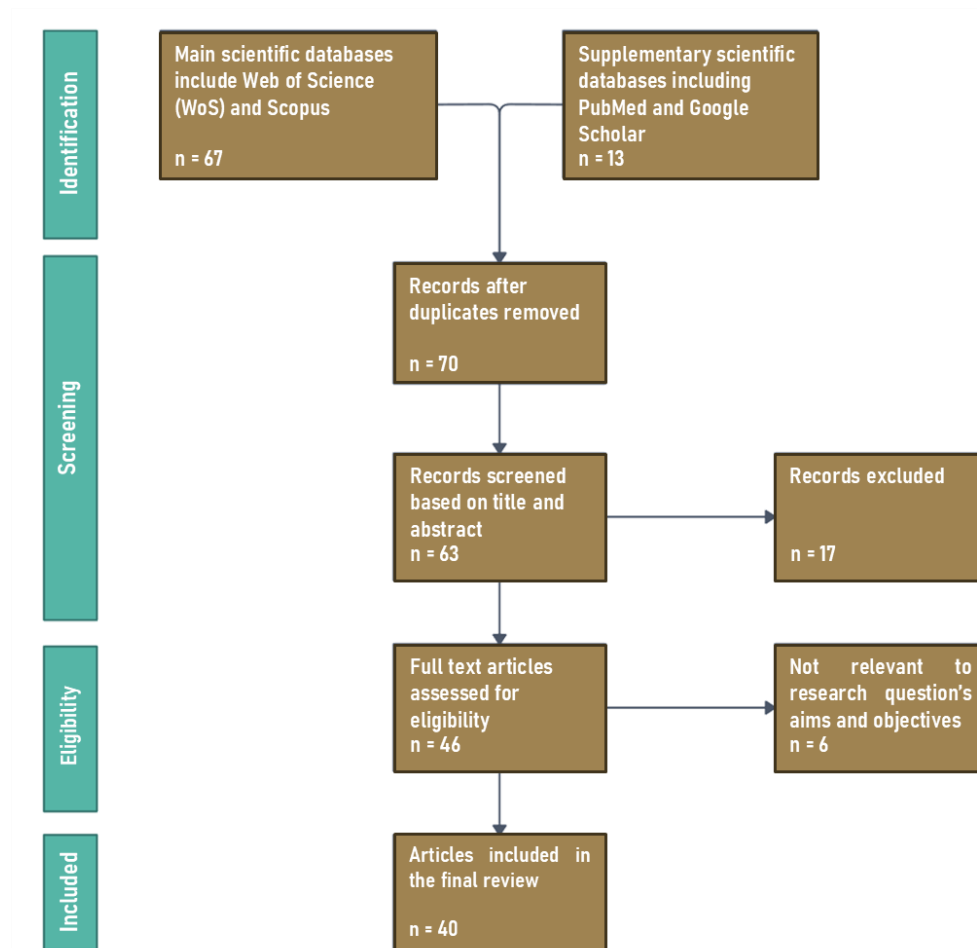 Identification
Main scientific databases
include Web of Science
(WoS) and Scopus
n = 67
Supplementary scientific
databases including
PubMed and Google
Scholar
n = 13
Screening
Records after
duplicates removed
n = 70
Records screened
based on title and
abstract
n = 63
Records excluded
n = 17
Eligibility
Full text articles
assessed for
eligibility
n = 46
Not relevant to
research question's
aims and objectives
n = 6
Included
Articles included in
the final review
n = 40